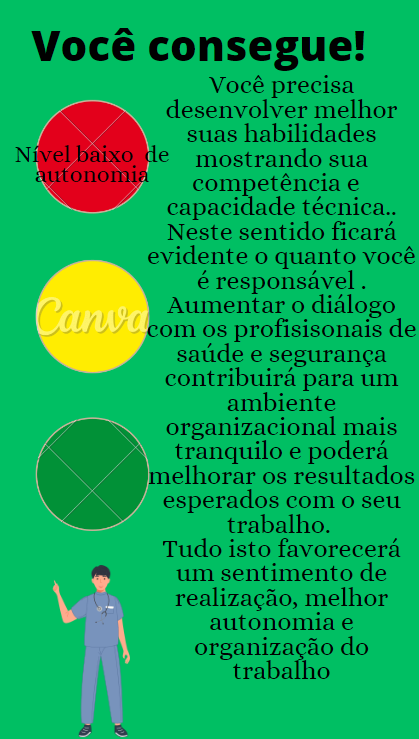 Você consegue!
Você precisa
desenvolver melhor
suas habilidades
mostrando sua
competência e
capacidade técnica..
Neste sentido ficará
evidente o quanto você
é responsável .
Aumentar o diálogo
com os profisisonais de
saúde e segurança
contribuirá para um
ambiente
organizacional mais
tranquilo e poderá
melhorar os resultados
esperados com o seu
trabalho.
Tudo isto favorecerá
um sentimento de
realização, melhor
autonomia e
organização do
trabalho
Nível baixo de
autonomia
Canva